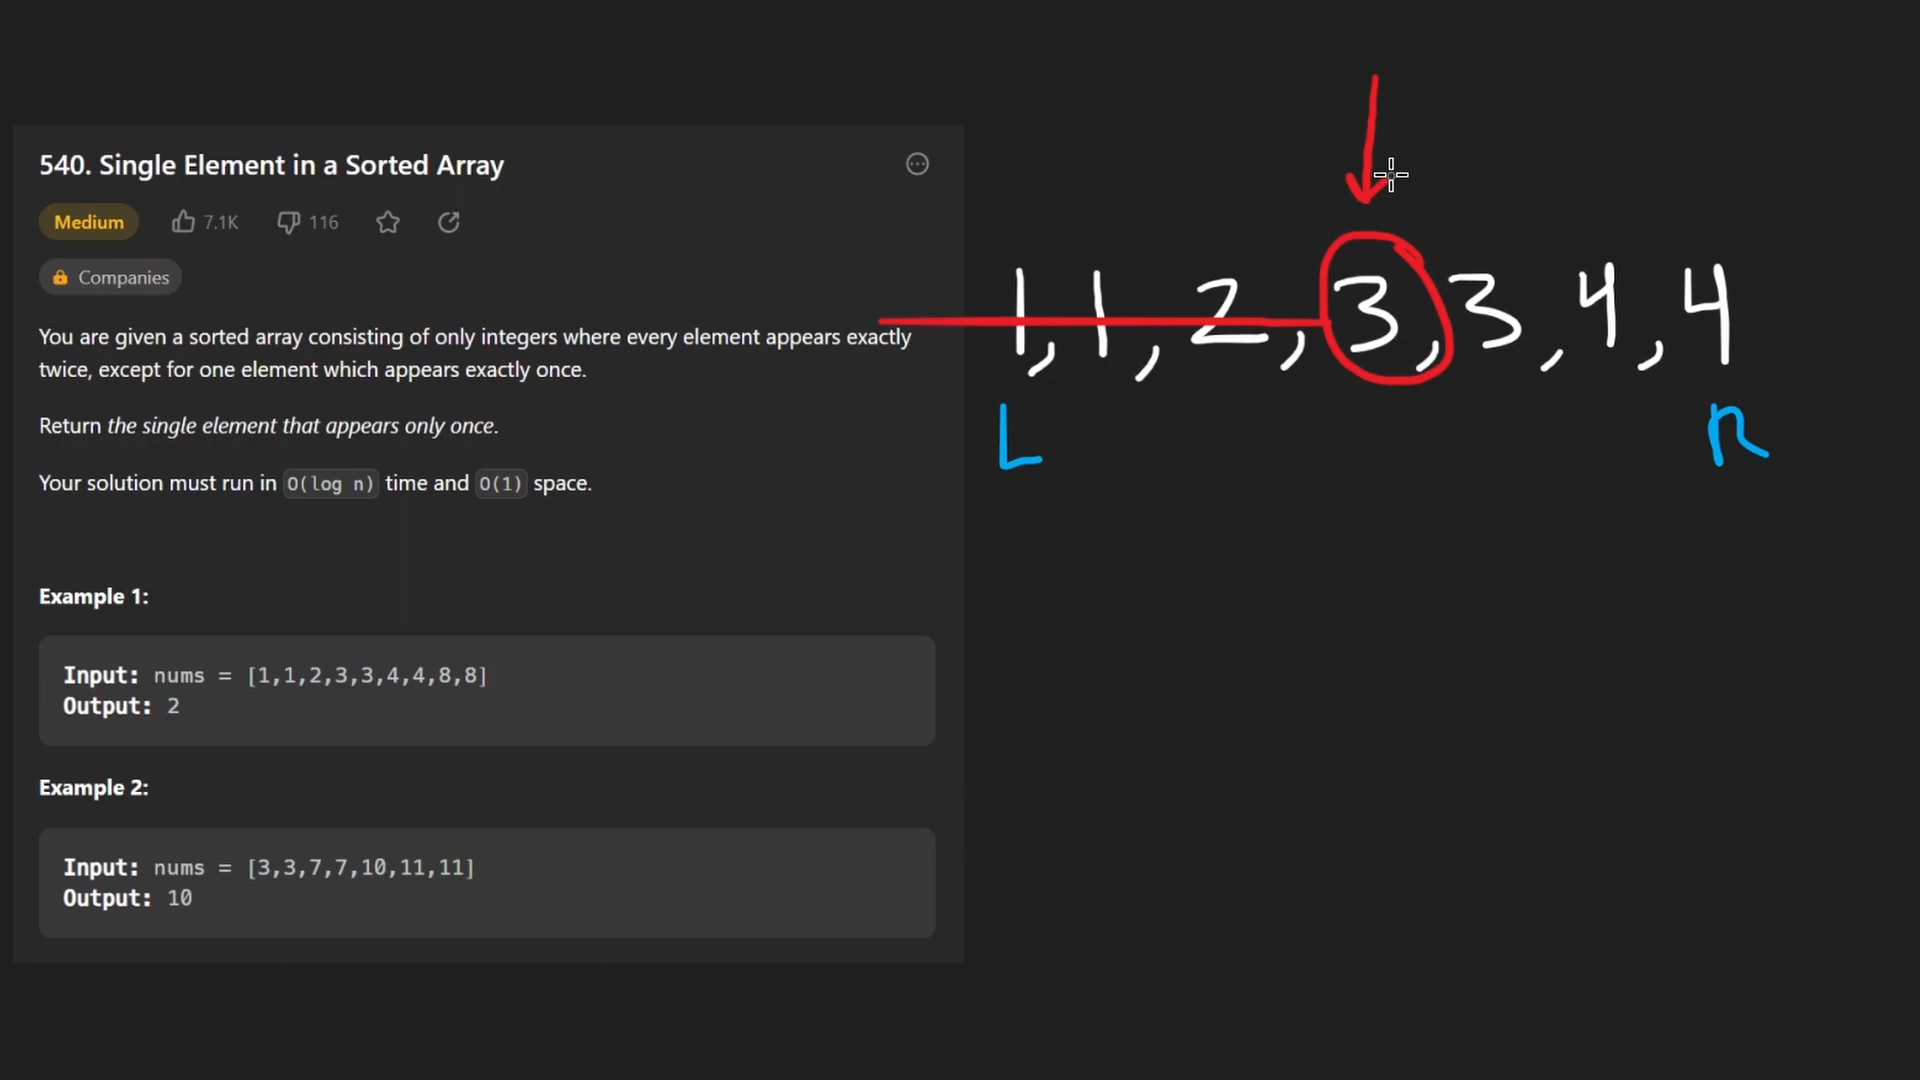 540. Single Element in a Sorted Array
Medium 7.1K 116
Companies
You are given a sorted array consisting of only integers where every element appears exactly
twice, except for one element which appears exactly once.
Return the single element that appears only once.
Your solution must run in O(log n) time and O(1) space.
Example 1:
Input: nums = [1,1,2,3,3,4,4,8,8]
Output: 2
Example 2:
Input: nums = [3,3,7,7,10,11,11]
Output: 10
1, 1, 2, 3, 3, 4, 4
L R